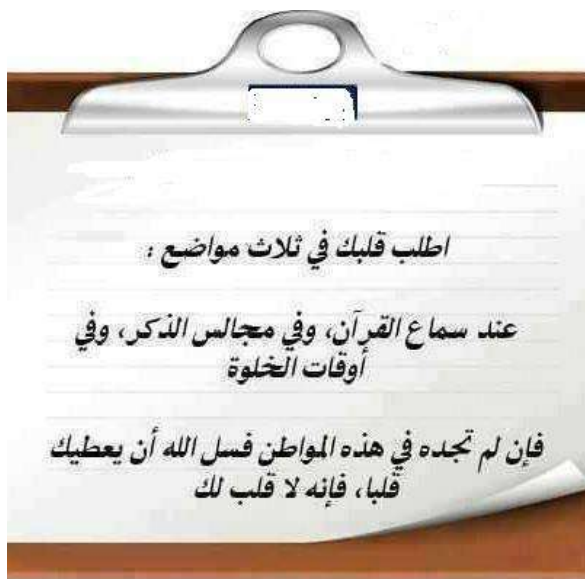 اطلب قلبك في ثلاث مواضع :
عند سماع القرآن، وفي مجالس الذكر، وفي
أوقات الخلوة
فإن لم تجده في هذه المواطن فسل الله أن يعطيك
قلبا، فإنه لا قلب لك